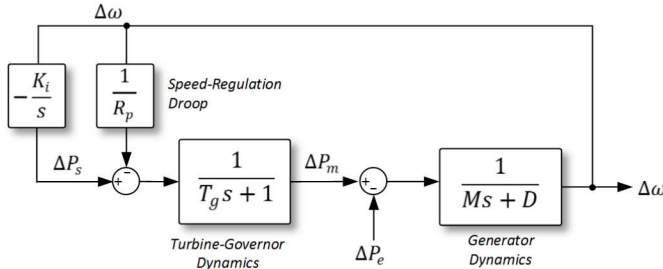 Δω
−K_i/s
1/R_p
Speed-Regulation
Droop
ΔP_s
+
−
1/(T_g s + 1)
ΔP_m
+
−
1/(Ms + D)
Δω
ΔP_e
Turbine-Governor
Dynamics
Generator
Dynamics